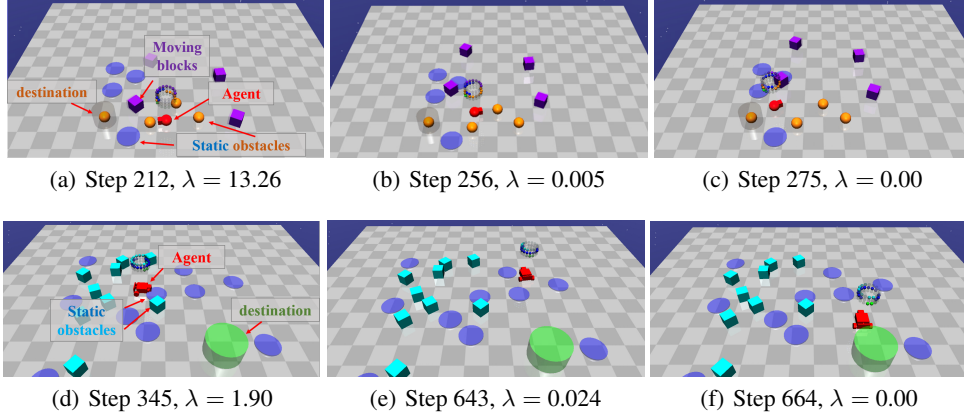 Moving
blocks
destination
Agent
Static obstacles
(a) Step 212, λ = 13.26
(b) Step 256, λ = 0.005
(c) Step 275, λ = 0.00
Agent
Static
obstacles
destination
(d) Step 345, λ = 1.90
(e) Step 643, λ = 0.024
(f) Step 664, λ = 0.00